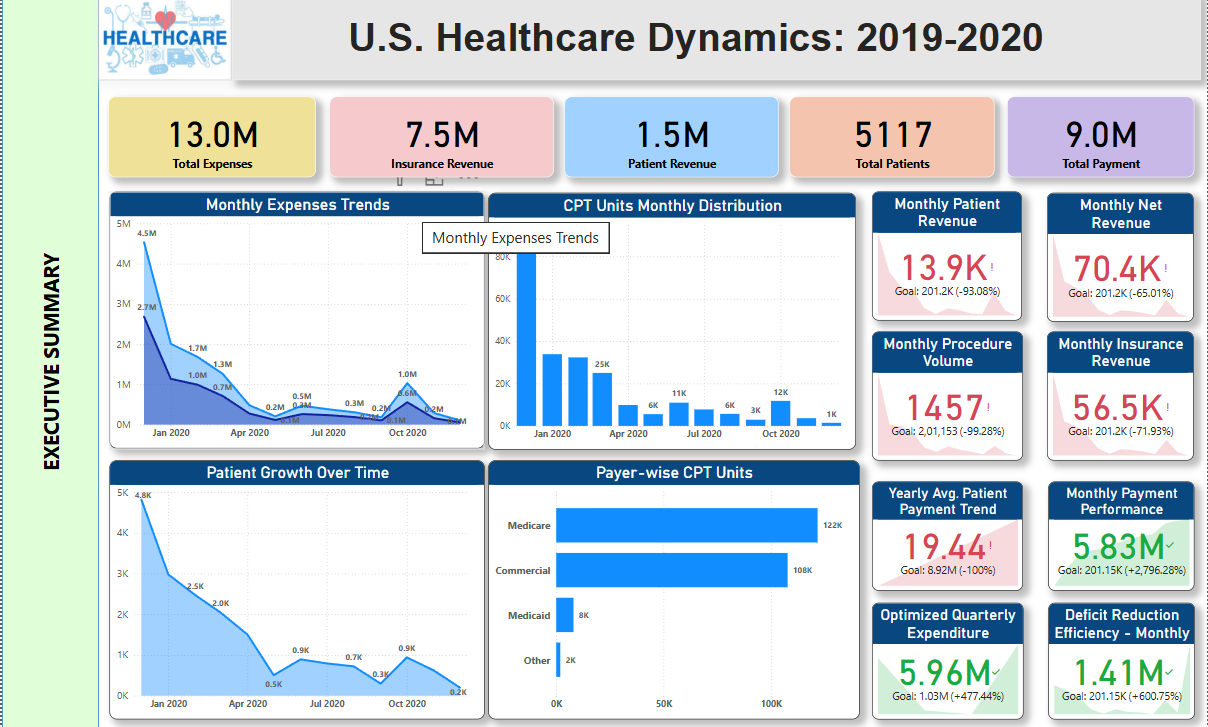 HEALTHCARE
U.S. Healthcare Dynamics: 2019-2020
EXECUTIVE SUMMARY
13.0M
Total Expenses
7.5M
Insurance Revenue
1.5M
Patient Revenue
5117
Total Patients
9.0M
Total Payment
Monthly Expenses Trends
5M
4M
3M
2M
1M
0M
4.5M
2.7M
1.7M
1.0M
1.3M
0.7M
0.2M
0.1M
0.5M
0.3M
0.3M
0.2M
0.1M
1.0M
0.6M
0.2M
Jan 2020
Apr 2020
Jul 2020
Oct 2020
Monthly Expenses Trends
CPT Units Monthly Distribution
80K
60K
40K
20K
0K
25K
6K
11K
6K
3K
12K
1K
Jan 2020
Apr 2020
Jul 2020
Oct 2020
Monthly Patient
Revenue
13.9K!
Goal: 201.2K (-93.08%)
Monthly Net
Revenue
70.4K!
Goal: 201.2K (-65.01%)
Monthly Procedure
Volume
1457!
Goal: 2,01,153 (-99.28%)
Monthly Insurance
Revenue
56.5K!
Goal: 201.2K (-71.93%)
Patient Growth Over Time
5K
4K
3K
2K
1K
0K
4.8K
2.5K
2.0K
0.5K
0.9K
0.7K
0.3K
0.9K
0.2K
Jan 2020
Apr 2020
Jul 2020
Oct 2020
Payer-wise CPT Units
Medicare
122K
Commercial
108K
Medicaid
8K
Other
2K
0K
50K
100K
Yearly Avg. Patient
Payment Trend
19.44!
Goal: 8.92M (-100%)
Monthly Payment
Performance
5.83M✓
Goal: 201.15K (+2,796.28%)
Optimized Quarterly
Expenditure
5.96M✓
Goal: 1.03M (+477.44%)
Deficit Reduction
Efficiency - Monthly
1.41M✓
Goal: 201.15K (+600.75%)